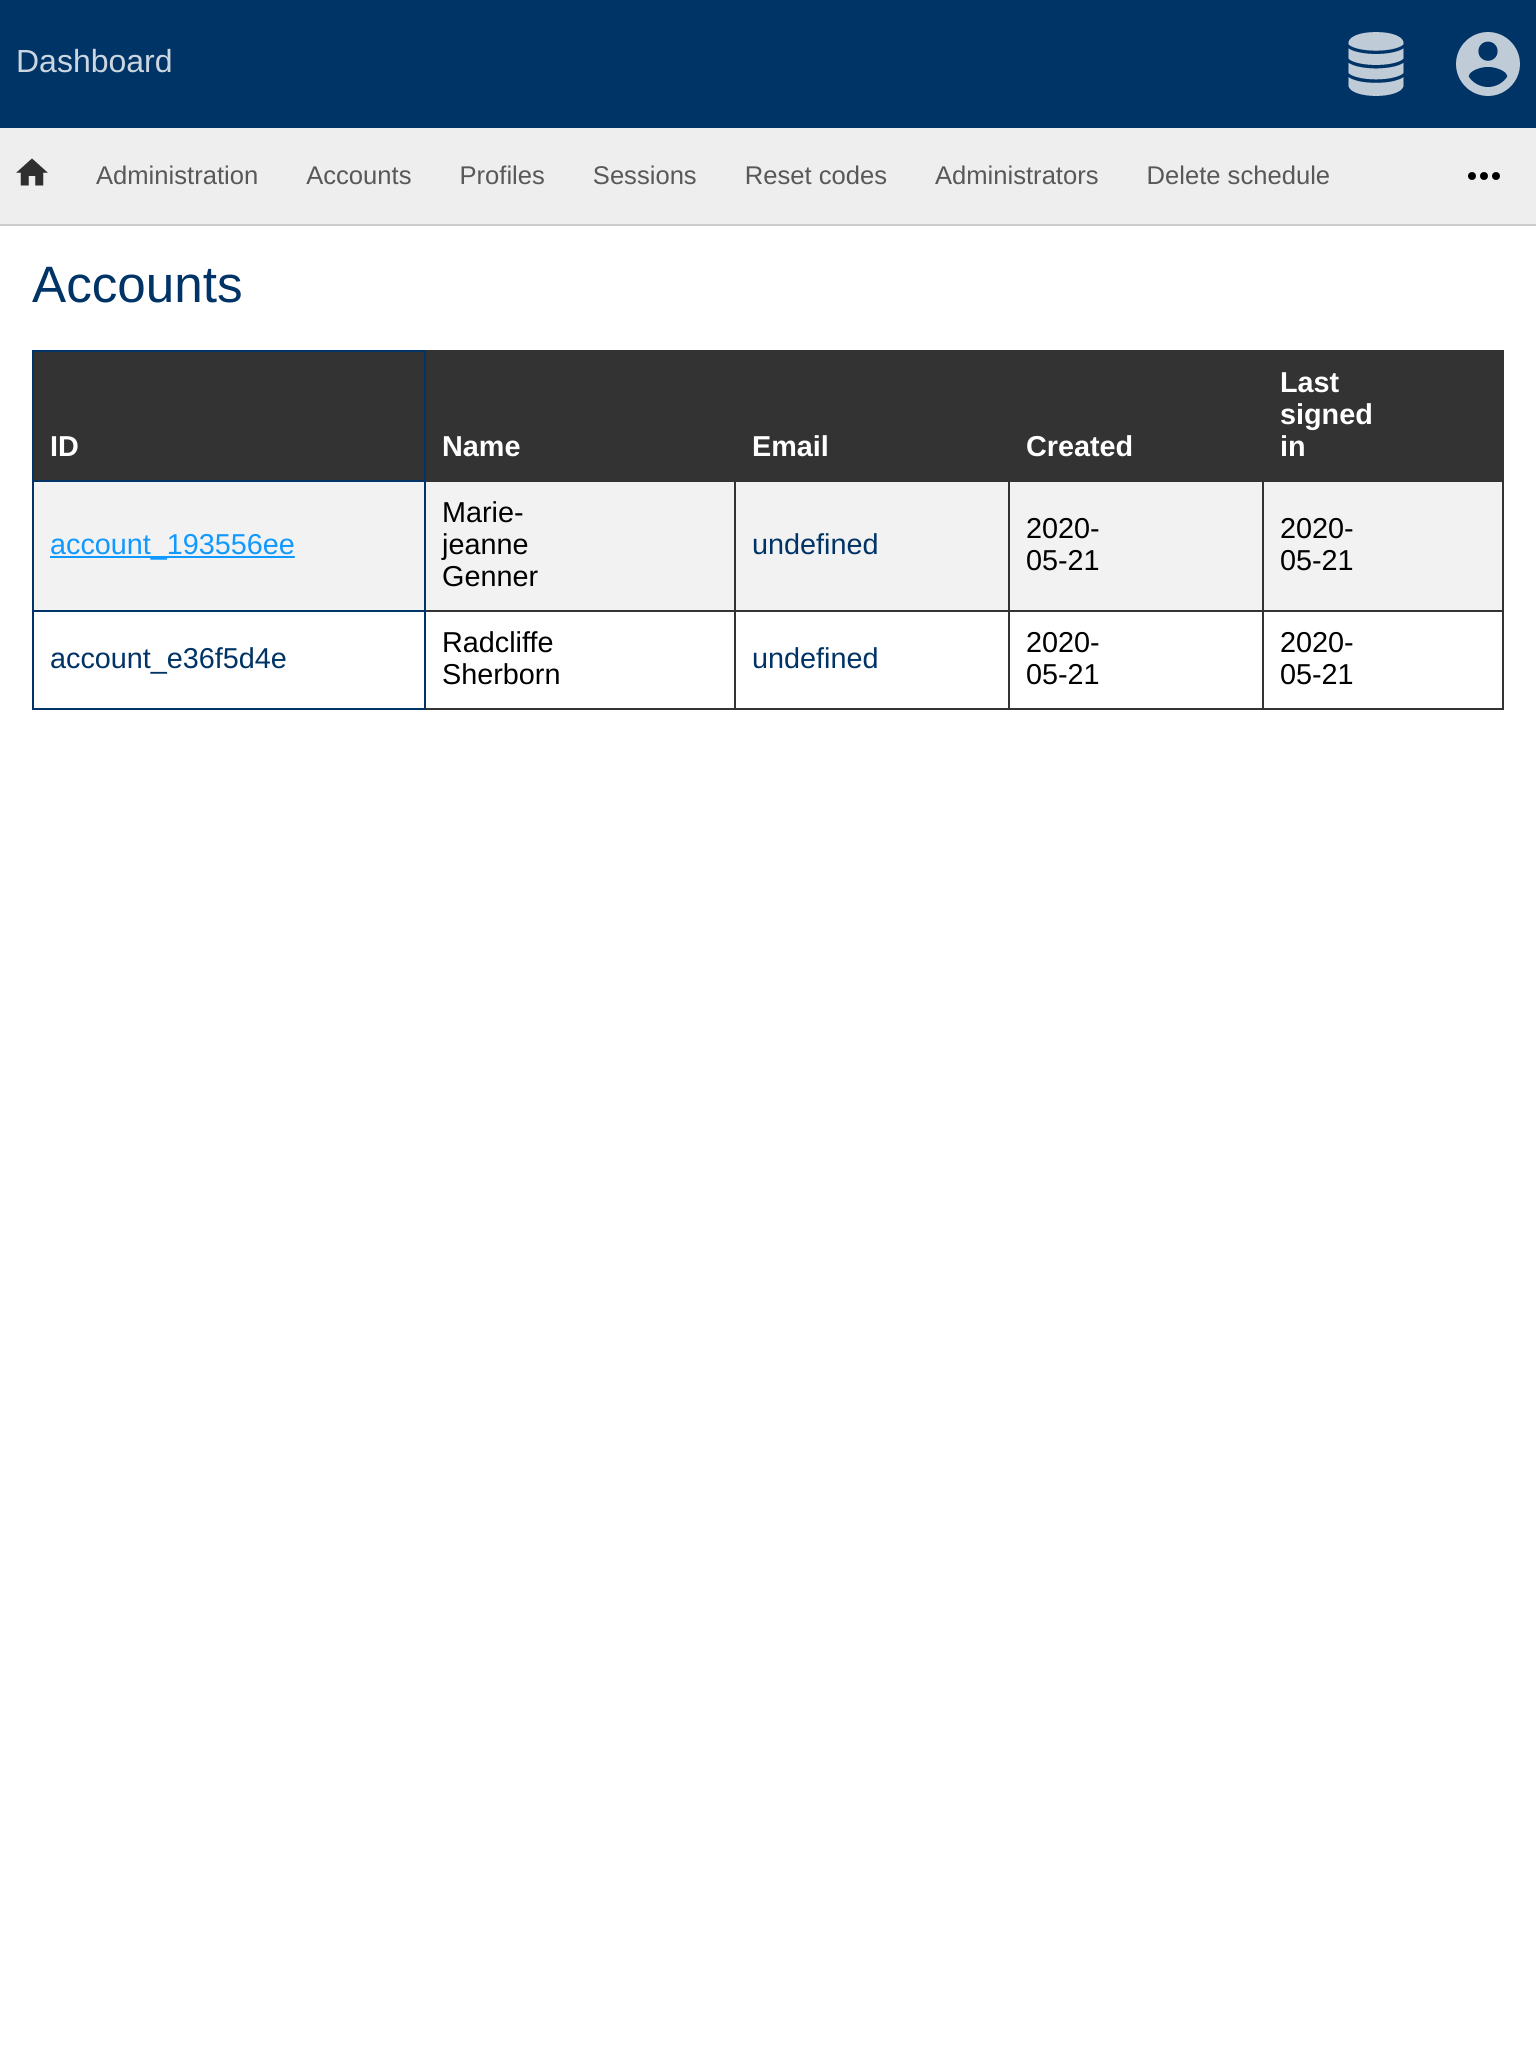 Dashboard
Administration Accounts Profiles Sessions Reset codes Administrators Delete schedule
Accounts
ID Name Email Created Last signed in
account_193556ee Marie-jeanne Genner undefined 2020-05-21 2020-05-21
account_e36f5d4e Radcliffe Sherborn undefined 2020-05-21 2020-05-21